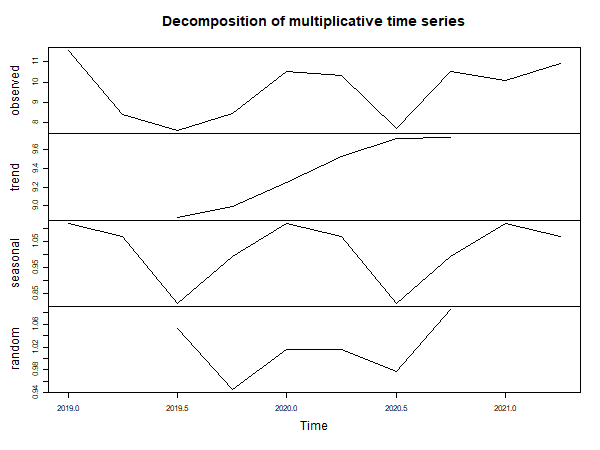 Decomposition of multiplicative time series
observed
8 9 10 11
trend
9.0 9.2 9.4 9.6
seasonal
0.85 0.95 1.05
random
0.94 0.98 1.02 1.06
2019.0 2019.5 2020.0 2020.5 2021.0
Time